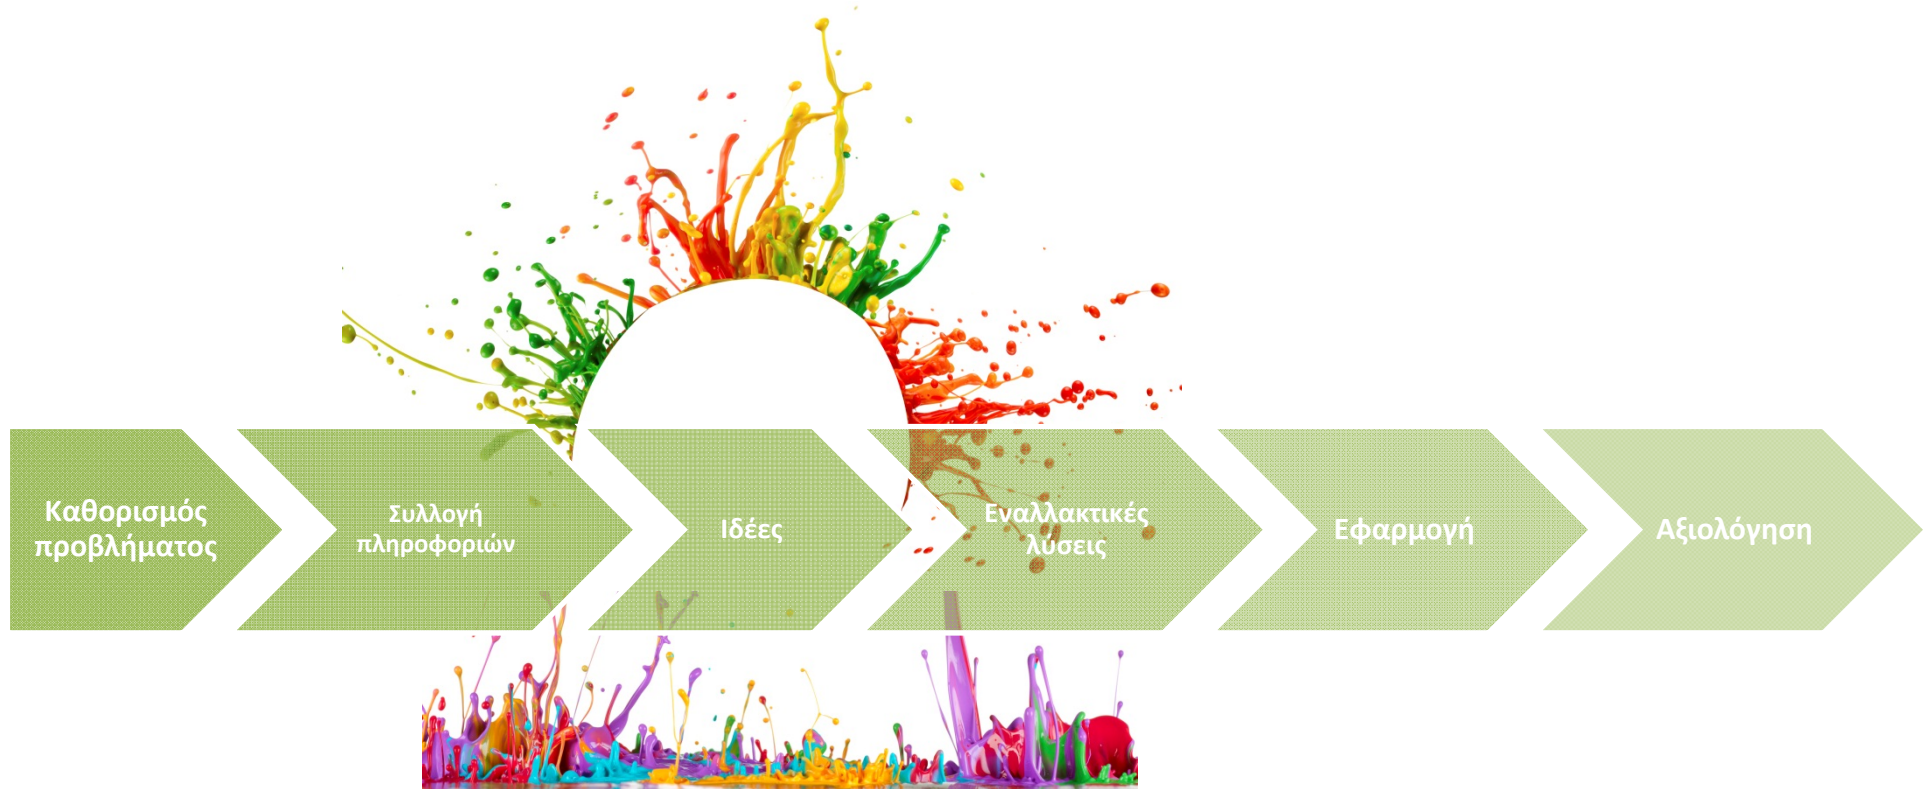 Καθορισμός
προβλήματος
Συλλογή
πληροφοριών
Ιδέες
Εναλλακτικές
λύσεις
Εφαρμογή
Αξιολόγηση